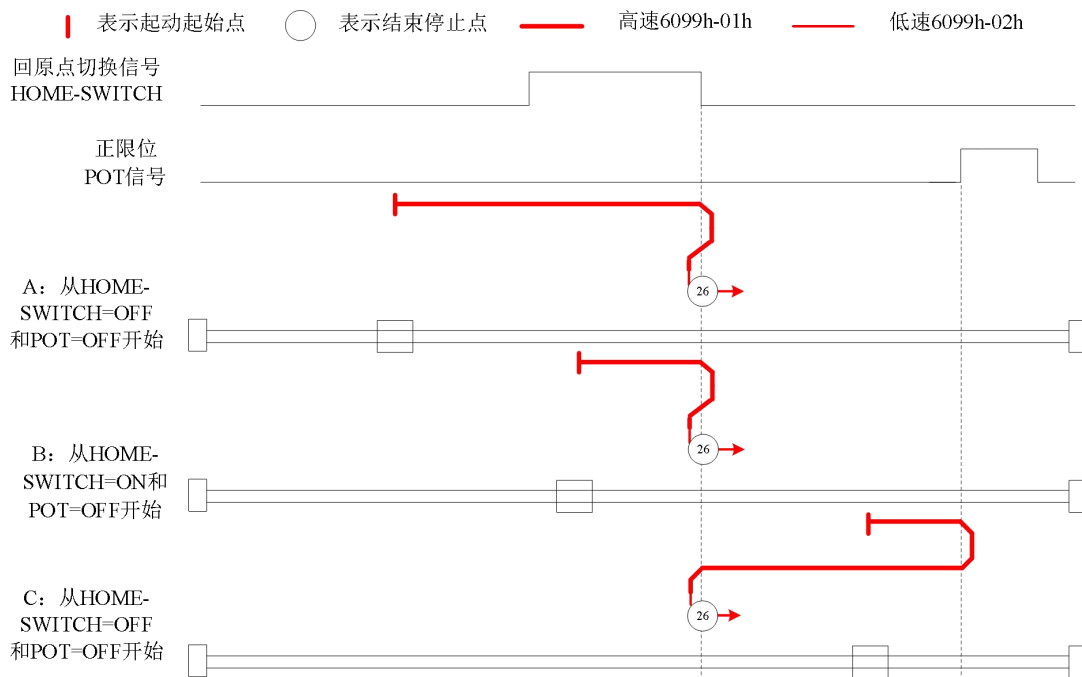 表示起动起始点 表示结束停止点 高速6099h-01h 低速6099h-02h
回原点切换信号
HOME-SWITCH
正限位
POT信号
26
A：从HOME-
SWITCH=OFF
和POT=OFF开始
26
B：从HOME-
SWITCH=ON和
POT=OFF开始
26
C：从HOME-
SWITCH=OFF
和POT=OFF开始